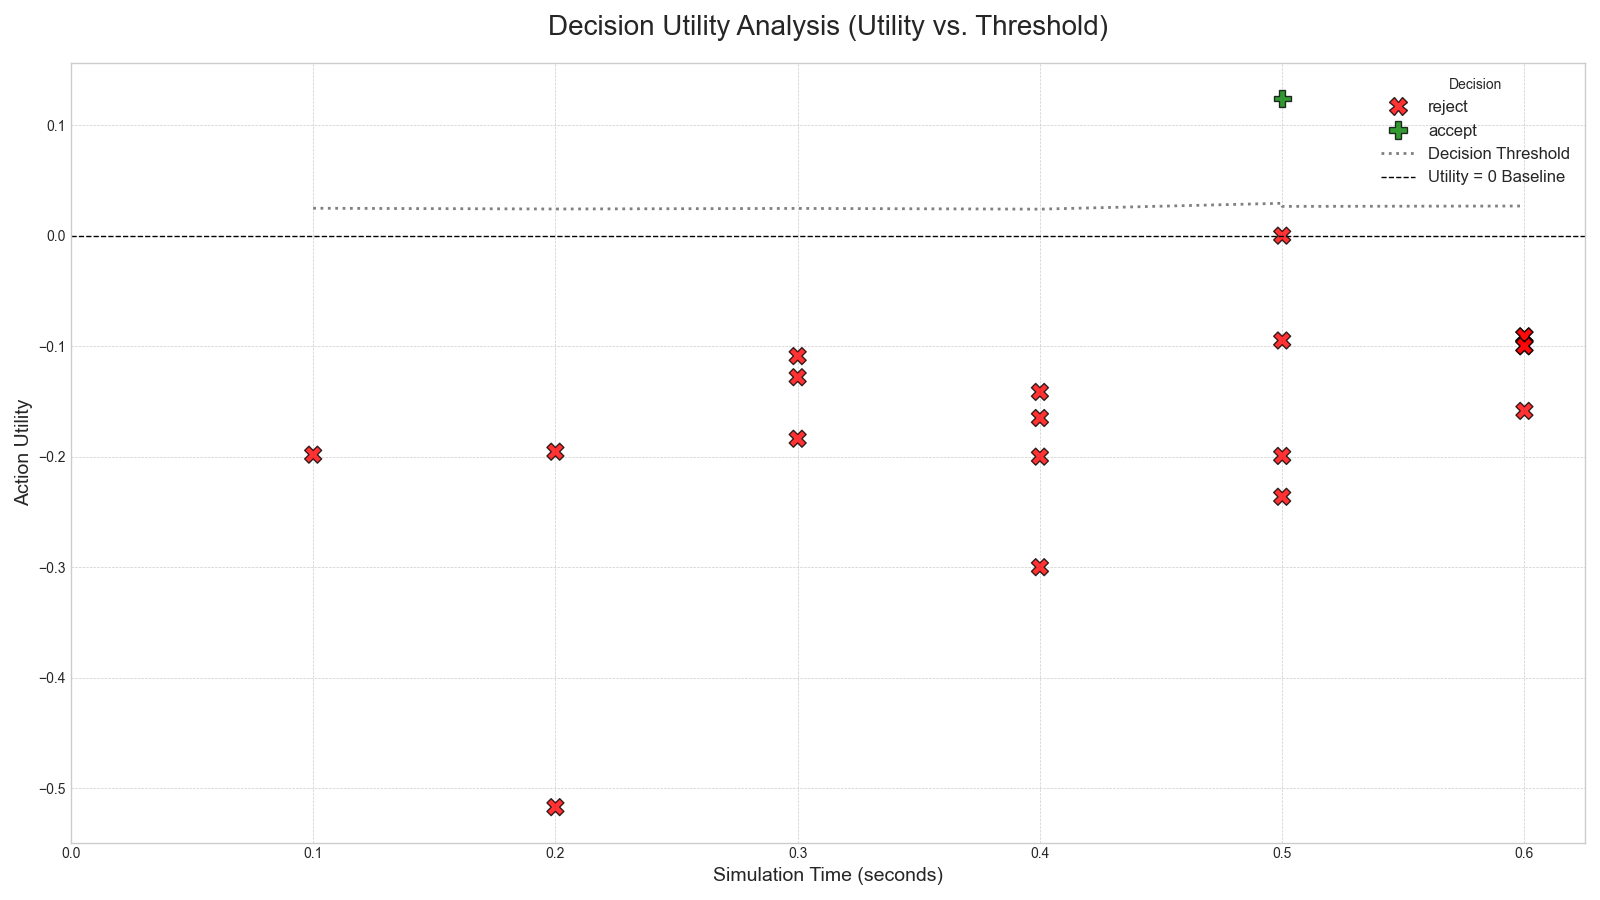 Decision Utility Analysis (Utility vs. Threshold)
Decision
reject
accept
Decision Threshold
Utility = 0 Baseline
0.1
0.0
−0.1
−0.2
−0.3
−0.4
−0.5
Action Utility
0.0 0.1 0.2 0.3 0.4 0.5 0.6
Simulation Time (seconds)